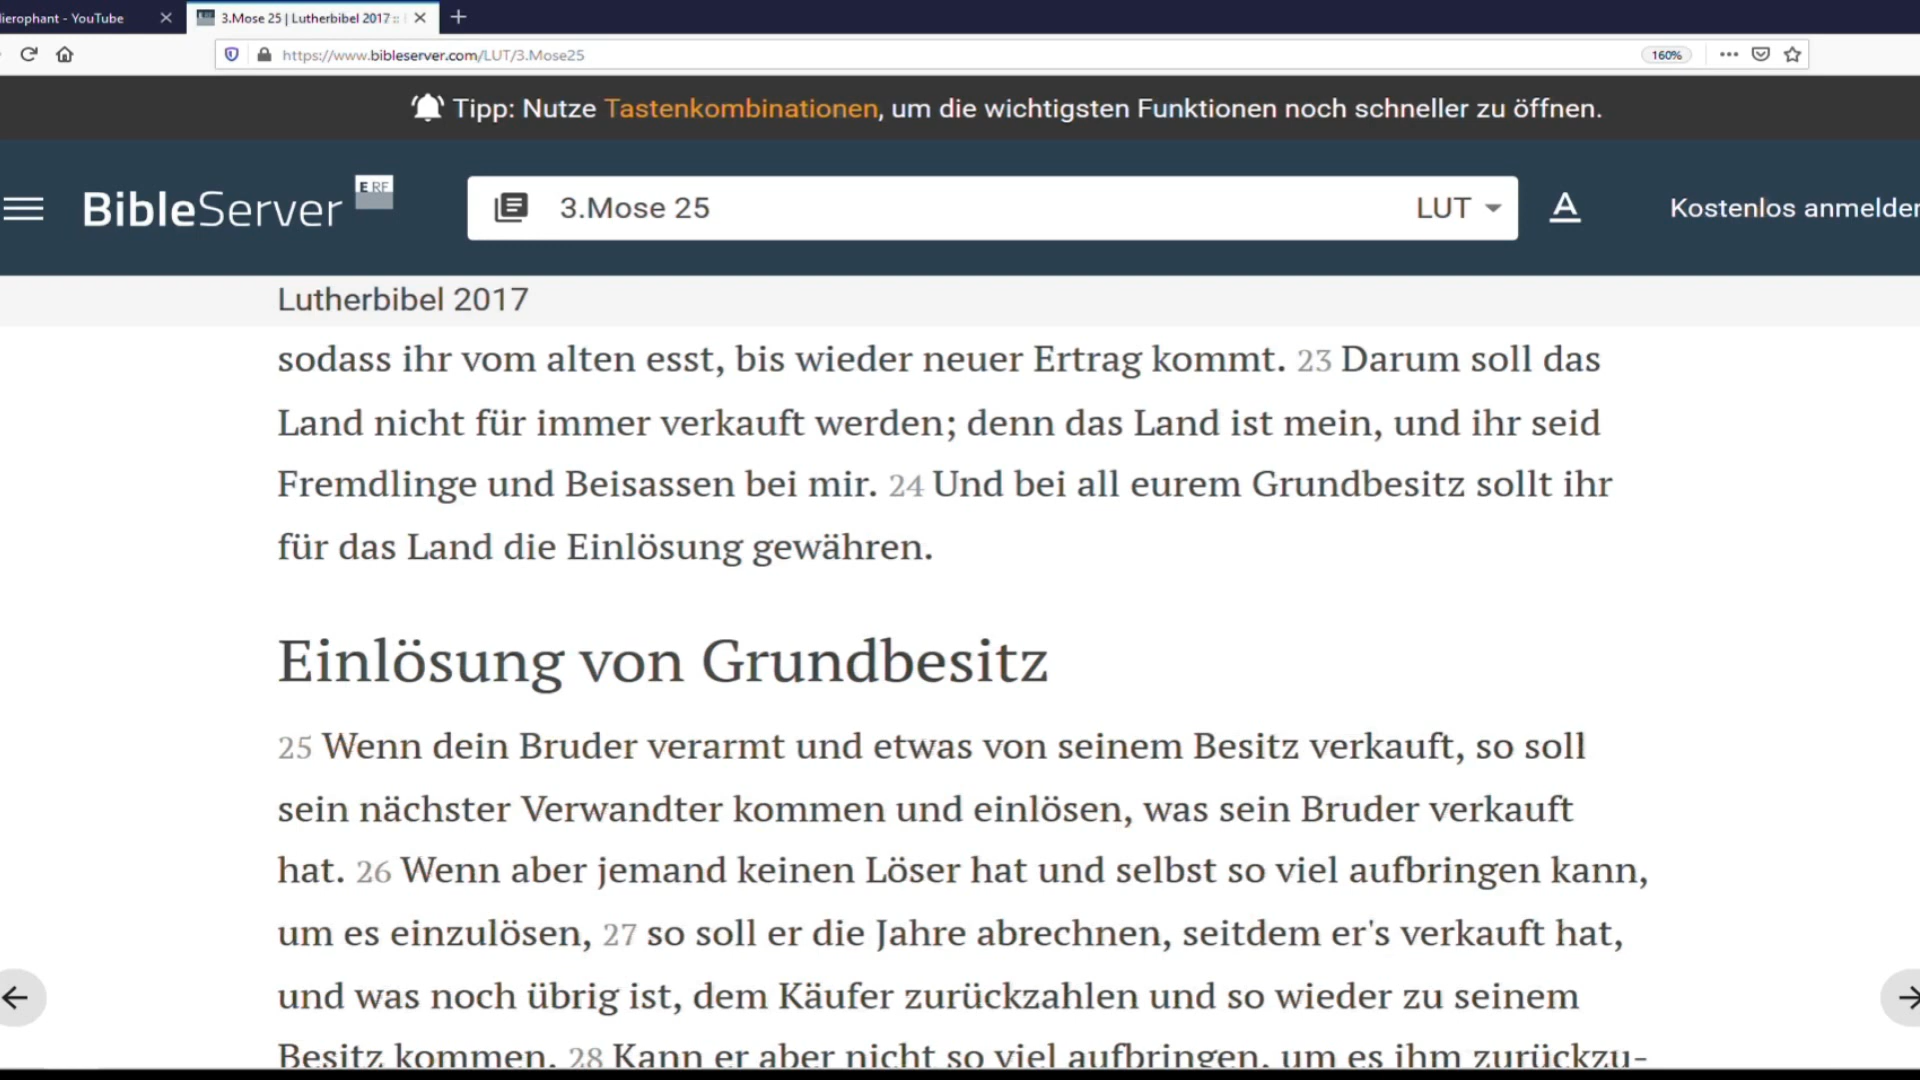 ierophant - YouTube
3.Mose 25 | Lutherbibel 2017 ::
https://www.bibleserver.com/LUT/3.Mose25
160%
Tipp: Nutze Tastenkombinationen, um die wichtigsten Funktionen noch schneller zu öffnen.
BibleServer
E RF
3.Mose 25
LUT
A
Kostenlos anmelder
Lutherbibel 2017
sodass ihr vom alten esst, bis wieder neuer Ertrag kommt. 23 Darum soll das
Land nicht für immer verkauft werden; denn das Land ist mein, und ihr seid
Fremdlinge und Beisassen bei mir. 24 Und bei all eurem Grundbesitz sollt ihr
für das Land die Einlösung gewähren.
Einlösung von Grundbesitz
25 Wenn dein Bruder verarmt und etwas von seinem Besitz verkauft, so soll
sein nächster Verwandter kommen und einlösen, was sein Bruder verkauft
hat. 26 Wenn aber jemand keinen Löser hat und selbst so viel aufbringen kann,
um es einzulösen, 27 so soll er die Jahre abrechnen, seitdem er's verkauft hat,
und was noch übrig ist, dem Käufer zurückzahlen und so wieder zu seinem
Besitz kommen. 28 Kann er aber nicht so viel aufbringen, um es ihm zurückzu-